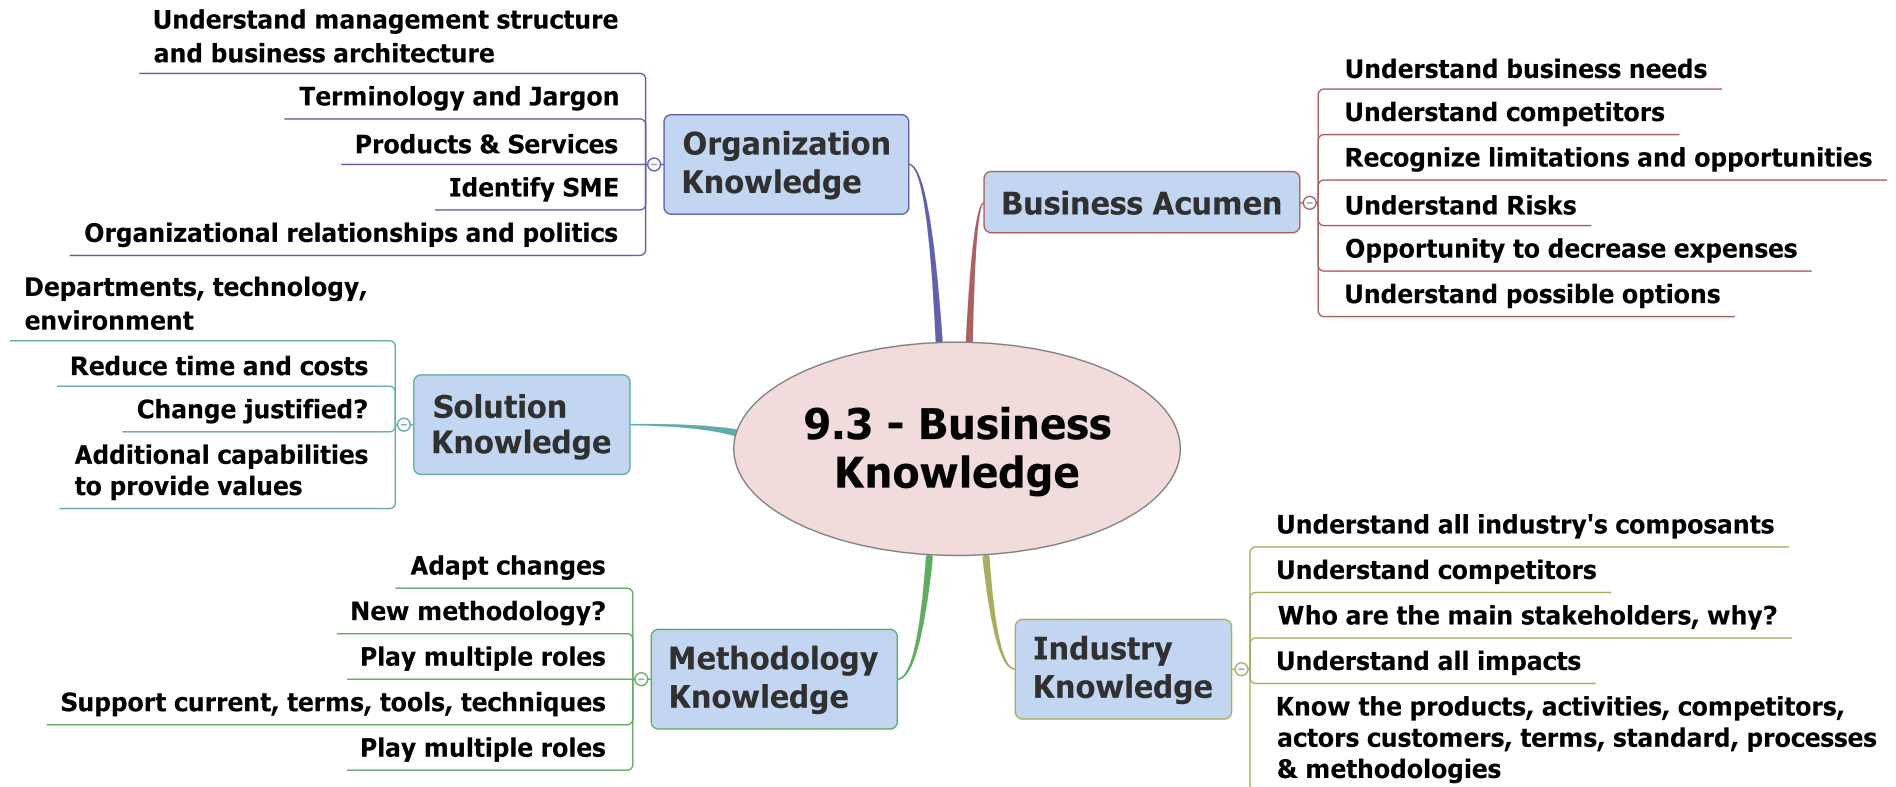 Understand management structure
and business architecture
Terminology and Jargon
Products & Services
Identify SME
Organizational relationships and politics
Organization
Knowledge
Departments, technology,
environment
Reduce time and costs
Change justified?
Additional capabilities
to provide values
Solution
Knowledge
Adapt changes
New methodology?
Play multiple roles
Support current, terms, tools, techniques
Play multiple roles
Methodology
Knowledge
9.3 - Business
Knowledge
Business Acumen
Understand business needs
Understand competitors
Recognize limitations and opportunities
Understand Risks
Opportunity to decrease expenses
Understand possible options
Industry
Knowledge
Understand all industry's composants
Understand competitors
Who are the main stakeholders, why?
Understand all impacts
Know the products, activities, competitors,
actors customers, terms, standard, processes
& methodologies